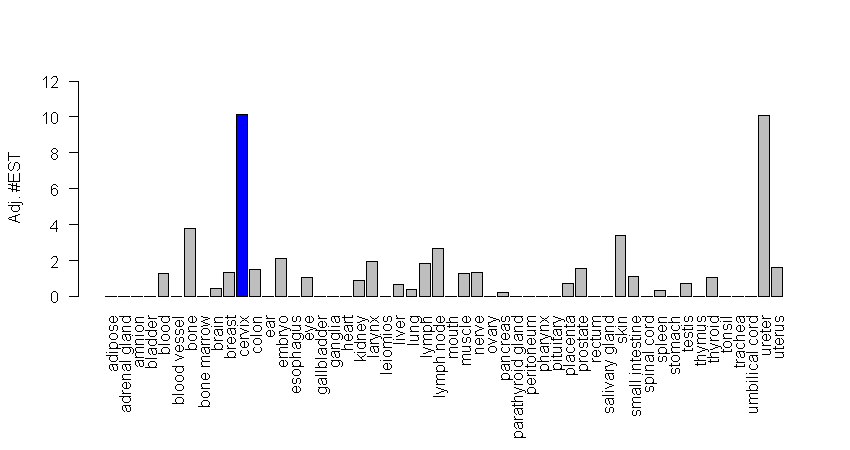 12
10
8
6
4
2
0
Adj. #EST
adipose
adrenal gland
amnion
bladder
blood
blood vessel
bone
bone marrow
brain
breast
cervix
colon
ear
embryo
esophagus
eye
gallbladder
ganglia
heart
kidney
larynx
leiomios
liver
lung
lymph
lymph node
mouth
muscle
nerve
ovary
pancreas
parathyroid gland
peritoneum
pharynx
pituitary
placenta
prostate
rectum
salivary gland
skin
small intestine
spinal cord
spleen
stomach
testis
thymus
thyroid
tonsil
trachea
umbilical cord
ureter
uterus